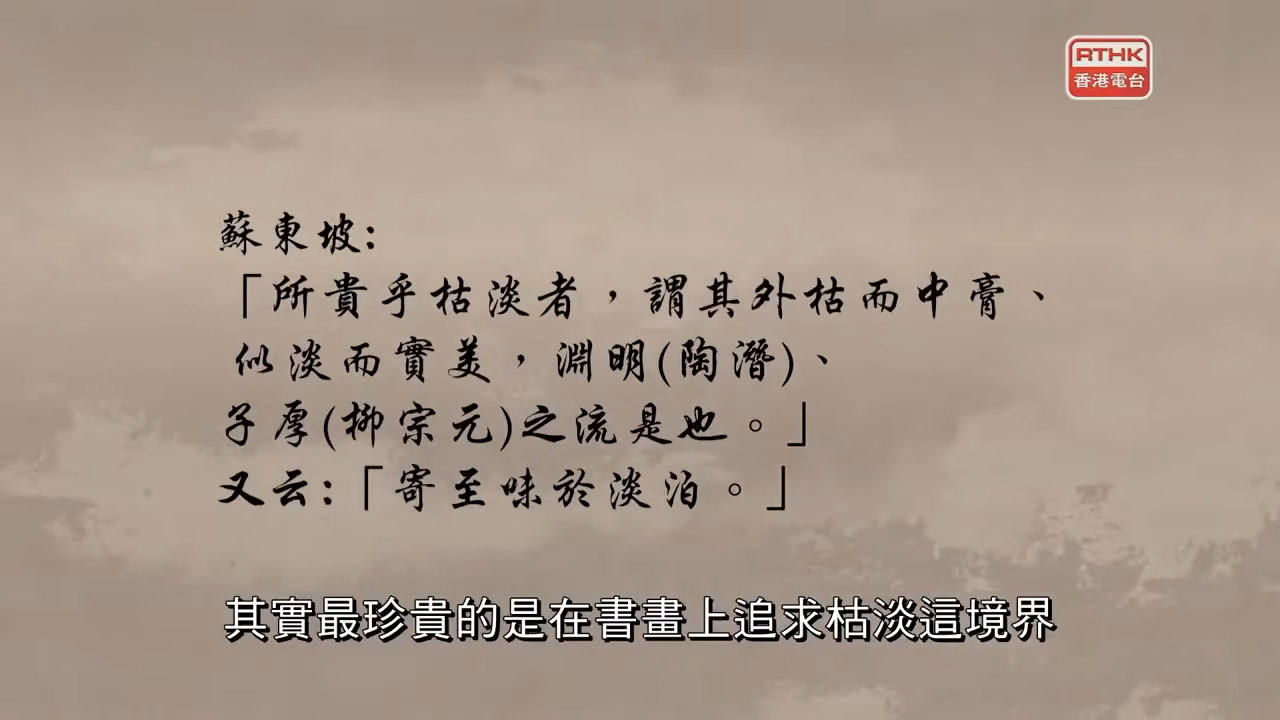 RTHK
香港電台
蘇東坡:
「所貴乎枯淡者，謂其外枯而中膏、
似淡而實美，淵明(陶潛)、
子厚(柳宗元)之流是也。」
又云:「寄至味於淡泊。」
其實最珍貴的是在書畫上追求枯淡這境界